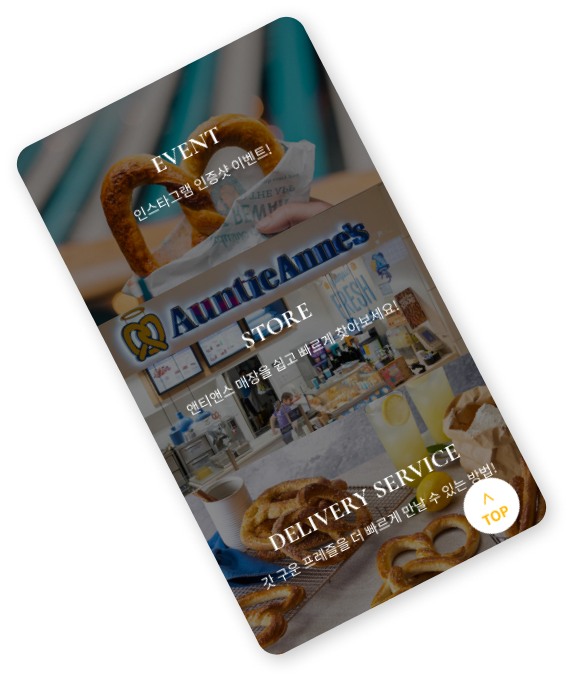 EVENT
인스타그램 인증샷 이벤트!
AuntieAnne's
FRESH
STORE
앤티앤스 매장을 쉽고 빠르게 찾아보세요!
DELIVERY SERVICE
갓 구운 프레즐을 더 빠르게 만날 수 있는 방법!
TOP